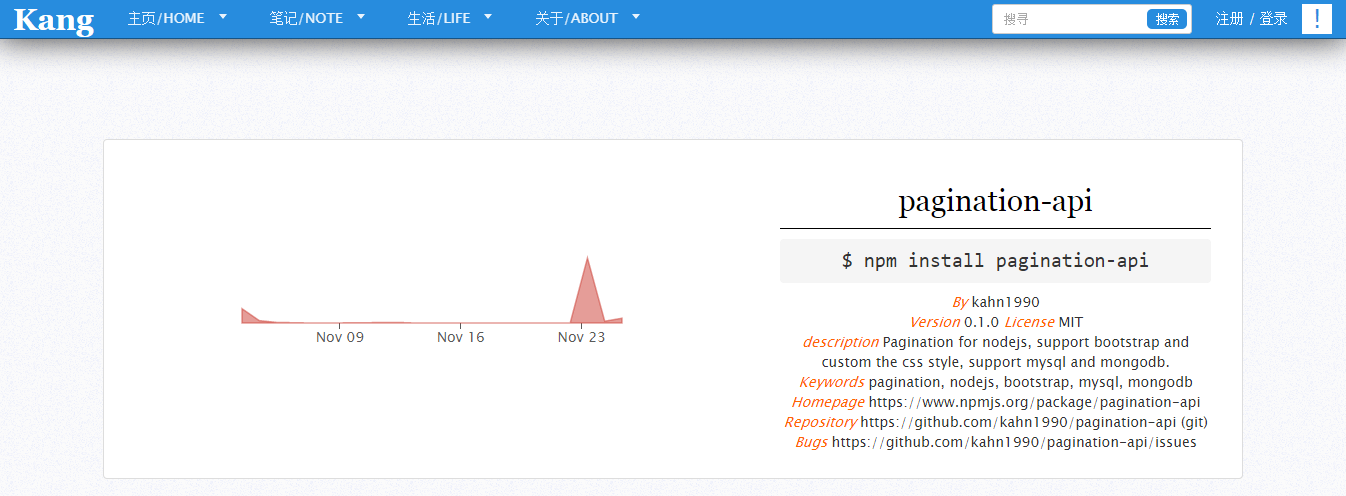 Kang 主页/HOME 笔记/NOTE 生活/LIFE 关于/ABOUT 搜寻 搜索 注册 / 登录 !
pagination-api
$ npm install pagination-api
By kahn1990
Version 0.1.0 License MIT
description Pagination for nodejs, support bootstrap and
custom the css style, support mysql and mongodb.
Keywords pagination, nodejs, bootstrap, mysql, mongodb
Homepage https://www.npmjs.org/package/pagination-api
Repository https://github.com/kahn1990/pagination-api (git)
Bugs https://github.com/kahn1990/pagination-api/issues
Nov 09 Nov 16 Nov 23